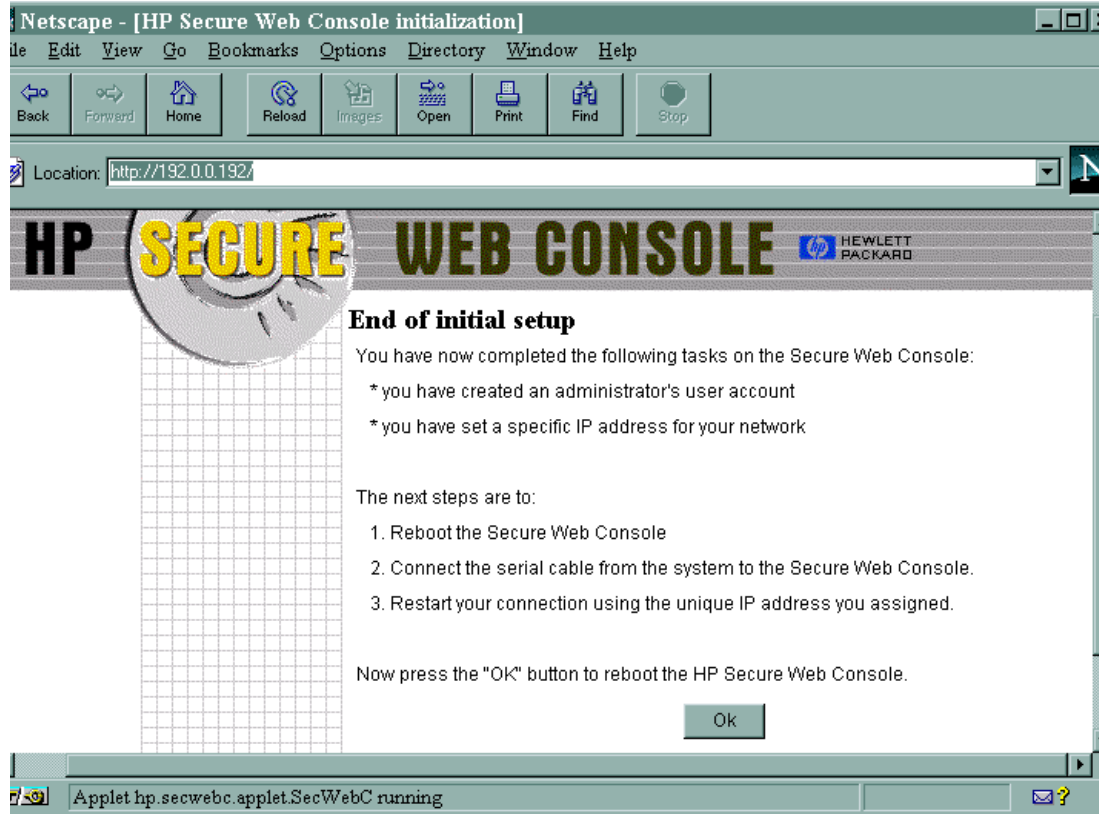 Netscape - [HP Secure Web Console initialization]
ile Edit View Go Bookmarks Options Directory Window Help
Back Forward Home Reload Images Open Print Find Stop
Location: http://192.0.0.192/
N
HP SECURE WEB CONSOLE hp HEWLETT
PACKARD
End of initial setup
You have now completed the following tasks on the Secure Web Console:
* you have created an administrator's user account
* you have set a specific IP address for your network
The next steps are to:
1. Reboot the Secure Web Console
2. Connect the serial cable from the system to the Secure Web Console.
3. Restart your connection using the unique IP address you assigned.
Now press the "OK" button to reboot the HP Secure Web Console.
Ok
Applet hp.secwebc.applet.SecWebC running